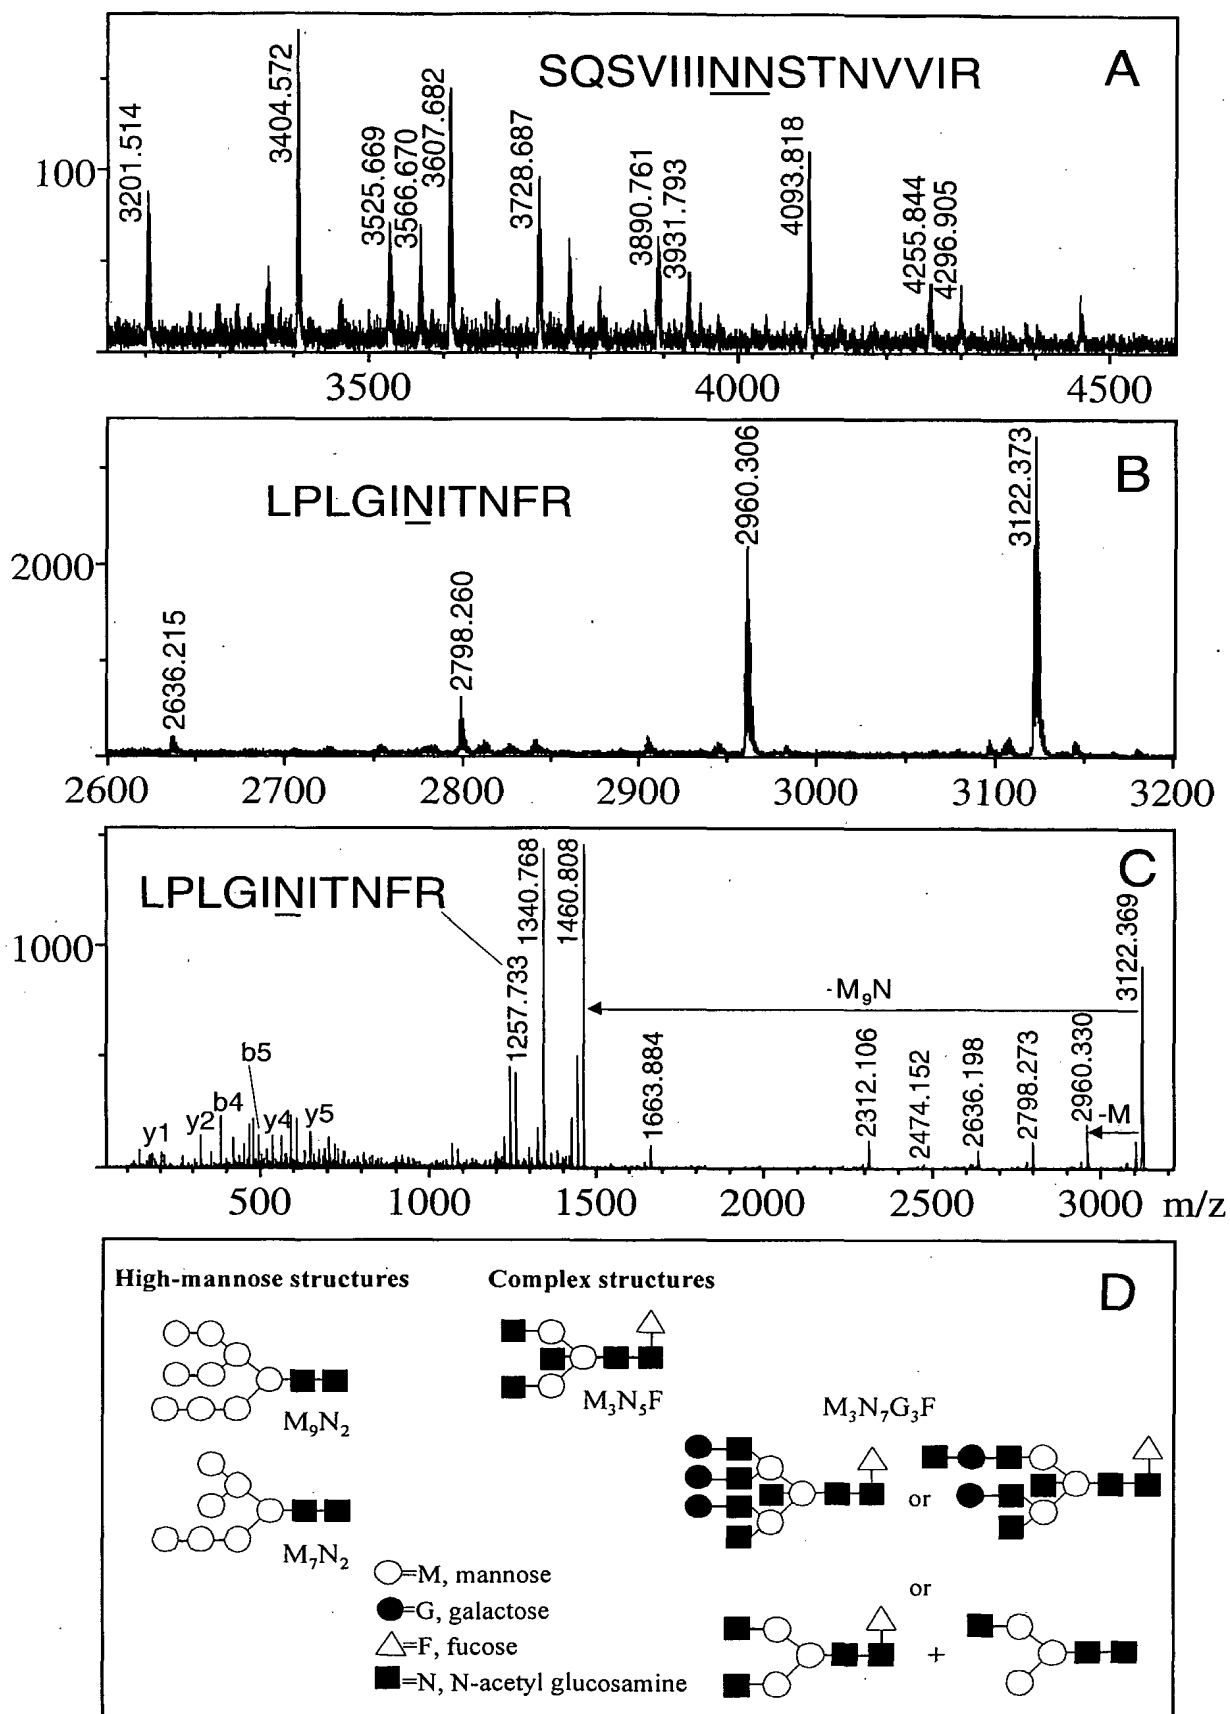 A
SQSVIIINNSTNVVIR
3201.514
3404.572
3525.669
3566.670
3607.682
3728.687
3890.761
3931.793
4093.818
4255.844
4296.905
100
3500 4000 4500
B
LPLGINITNFR
2636.215
2798.260
2960.306
3122.373
2000
2600 2700 2800 2900 3000 3100 3200
C
LPLGINITNFR
1257.733
1340.768
1460.808
1663.884
2312.106
2474.152
2636.198
2798.273
2960.330
3122.369
-M₉N
-M
1000
y1 y2 b4 b5 y4 y5
500 1000 1500 2000 2500 3000 m/z
D
High-mannose structures Complex structures
M₉N₂
M₃N₅F
M₃N₇G₃F
M₇N₂
or
or
+
=M, mannose
=G, galactose
=F, fucose
=N, N-acetyl glucosamine